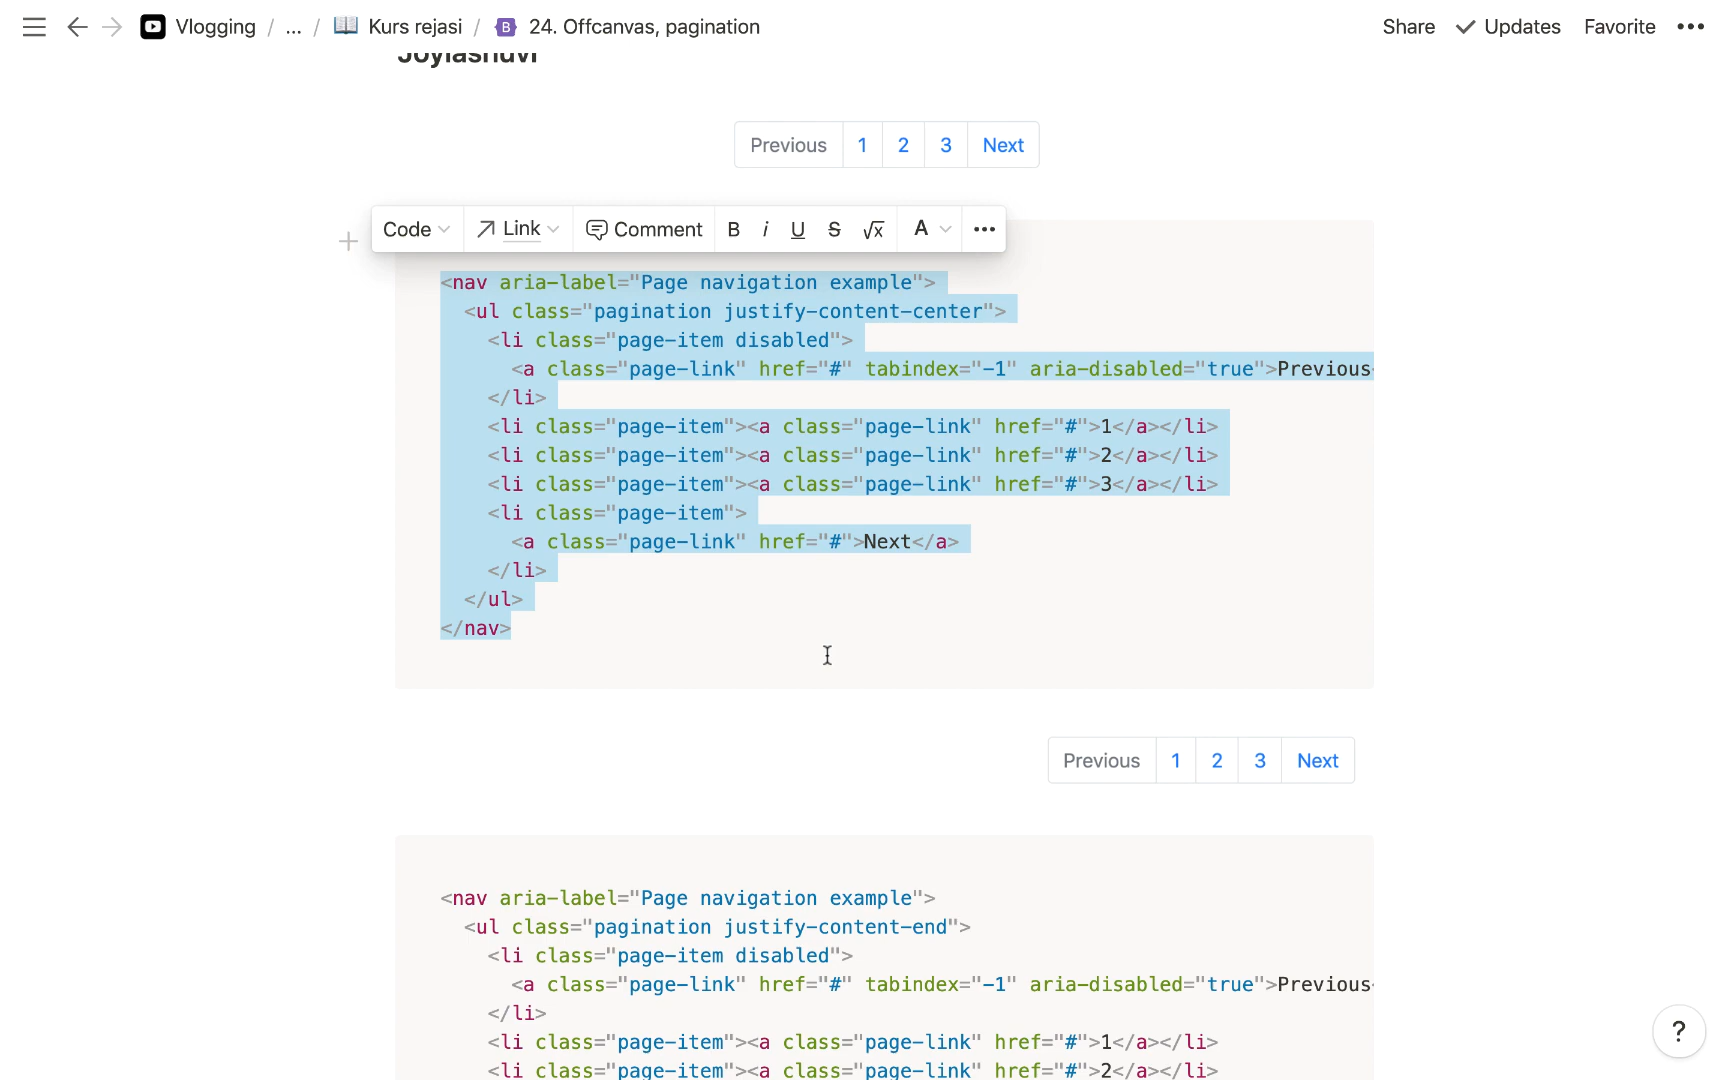 Vlogging / ... / Kurs rejasi / B 24. Offcanvas, pagination
Share Updates Favorite •••
Joylashuvi
Previous 1 2 3 Next
Code Link Comment B i U S √x A •••
<nav aria-label="Page navigation example">
<ul class="pagination justify-content-center">
<li class="page-item disabled">
<a class="page-link" href="#" tabindex="-1" aria-disabled="true">Previous<
</li>
<li class="page-item"><a class="page-link" href="#">1</a></li>
<li class="page-item"><a class="page-link" href="#">2</a></li>
<li class="page-item"><a class="page-link" href="#">3</a></li>
<li class="page-item">
<a class="page-link" href="#">Next</a>
</li>
</ul>
</nav>
Previous 1 2 3 Next
<nav aria-label="Page navigation example">
<ul class="pagination justify-content-end">
<li class="page-item disabled">
<a class="page-link" href="#" tabindex="-1" aria-disabled="true">Previous<
</li>
<li class="page-item"><a class="page-link" href="#">1</a></li>
<li class="page-item"><a class="page-link" href="#">2</a></li>
?